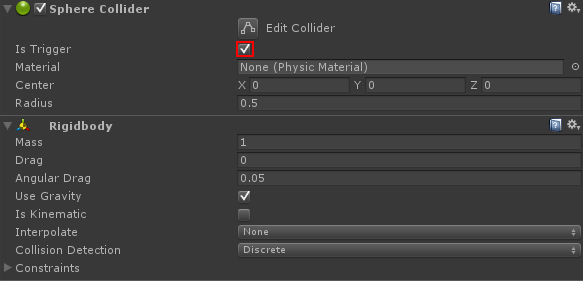 Sphere Collider
Edit Collider
Is Trigger
Material None (Physic Material)
Center X 0 Y 0 Z 0
Radius 0.5
Rigidbody
Mass 1
Drag 0
Angular Drag 0.05
Use Gravity
Is Kinematic
Interpolate None
Collision Detection Discrete
Constraints